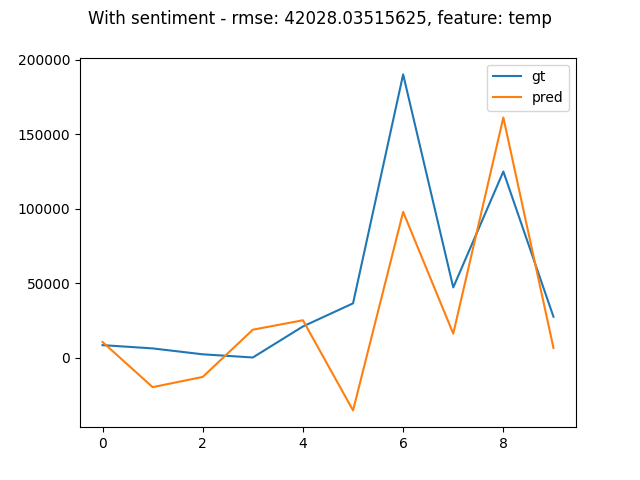 With sentiment - rmse: 42028.03515625, feature: temp
200000
150000
100000
50000
0
gt
pred
0 2 4 6 8